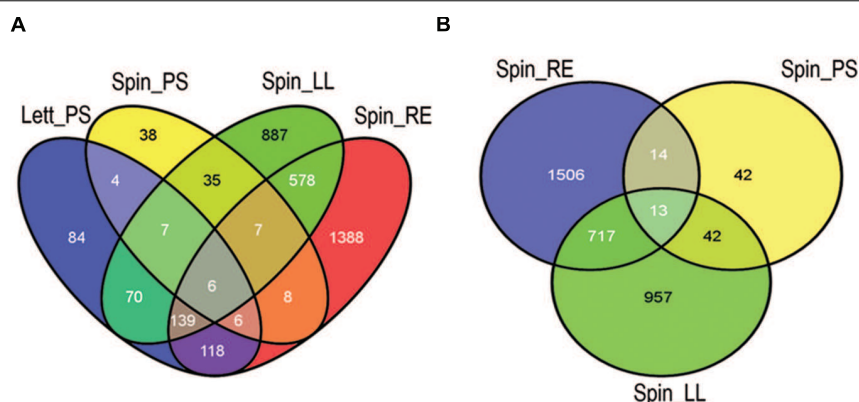 A
B
Spin_PS
Spin_LL
Lett_PS
Spin_RE
38
887
4
35
578
84
7
7
1388
70
6
8
139
6
118
Spin_RE
Spin_PS
14
1506
42
13
717
42
957
Spin_LL